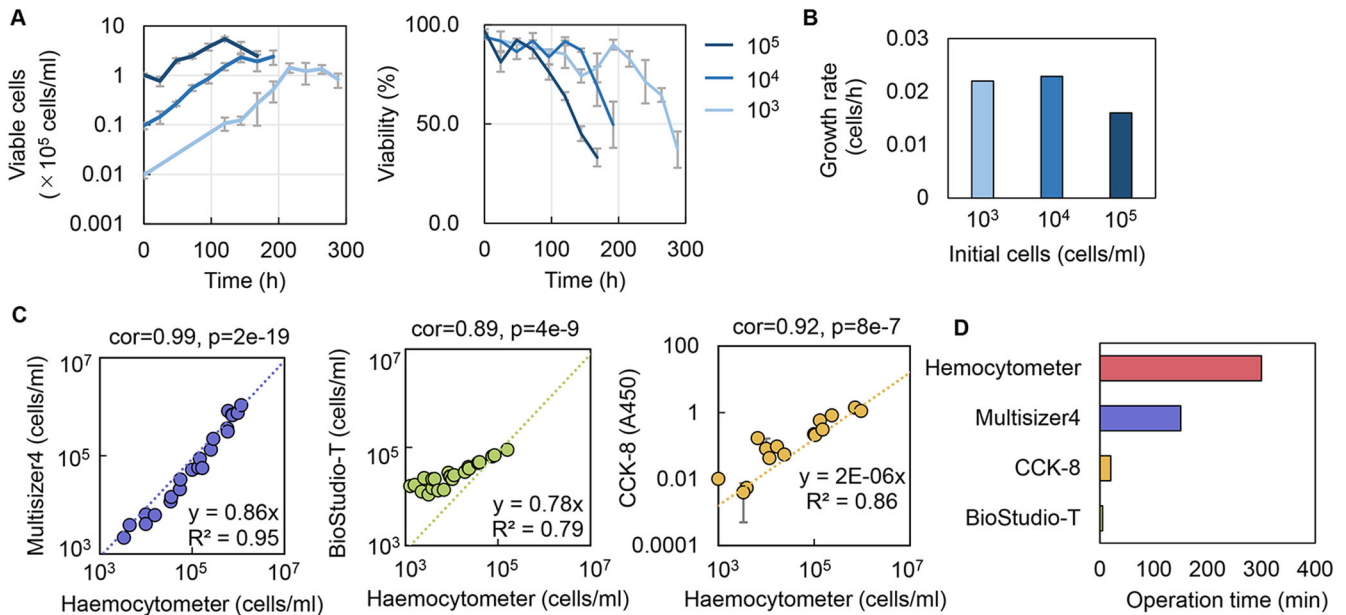 A
Viable cells
(×10⁵ cells/ml)
10
1
0.1
0.01
0.001
0
100
200
300
Time (h)
Viability (%)
100.0
50.0
0.0
0
100
200
300
Time (h)
10⁵
10⁴
10³
B
Growth rate
(cells/h)
0.03
0.02
0.01
0
10³
10⁴
10⁵
Initial cells (cells/ml)
C
cor=0.99, p=2e-19
Multisizer4 (cells/ml)
10⁷
10⁵
10³
y = 0.86x
R² = 0.95
10³
10⁵
10⁷
Haemocytometer (cells/ml)
cor=0.89, p=4e-9
BioStudio-T (cells/ml)
10⁷
10⁵
10³
y = 0.78x
R² = 0.79
10³
10⁵
10⁷
Haemocytometer (cells/ml)
cor=0.92, p=8e-7
CCK-8 (A450)
100
1
0.01
0.0001
y = 2E-06x
R² = 0.86
10³
10⁵
10⁷
Haemocytometer (cells/ml)
D
Hemocytometer
Multisizer4
CCK-8
BioStudio-T
0
100
200
300
400
Operation time (min)